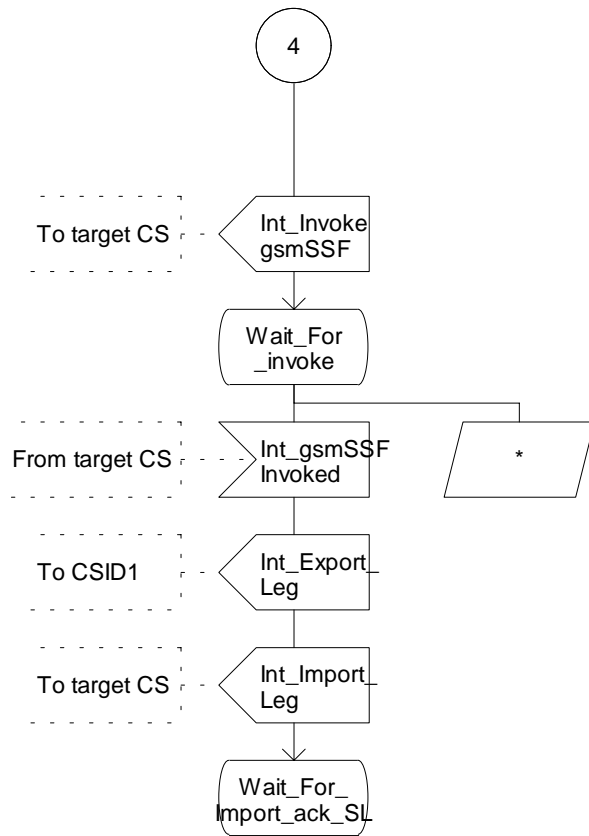 4
To target CS
Int_Invoke
gsmSSF
Wait_For
_invoke
From target CS
Int_gsmSSF
Invoked
*
To CSID1
Int_Export_
Leg
To target CS
Int_Import_
Leg
Wait_For_
Import_ack_SL